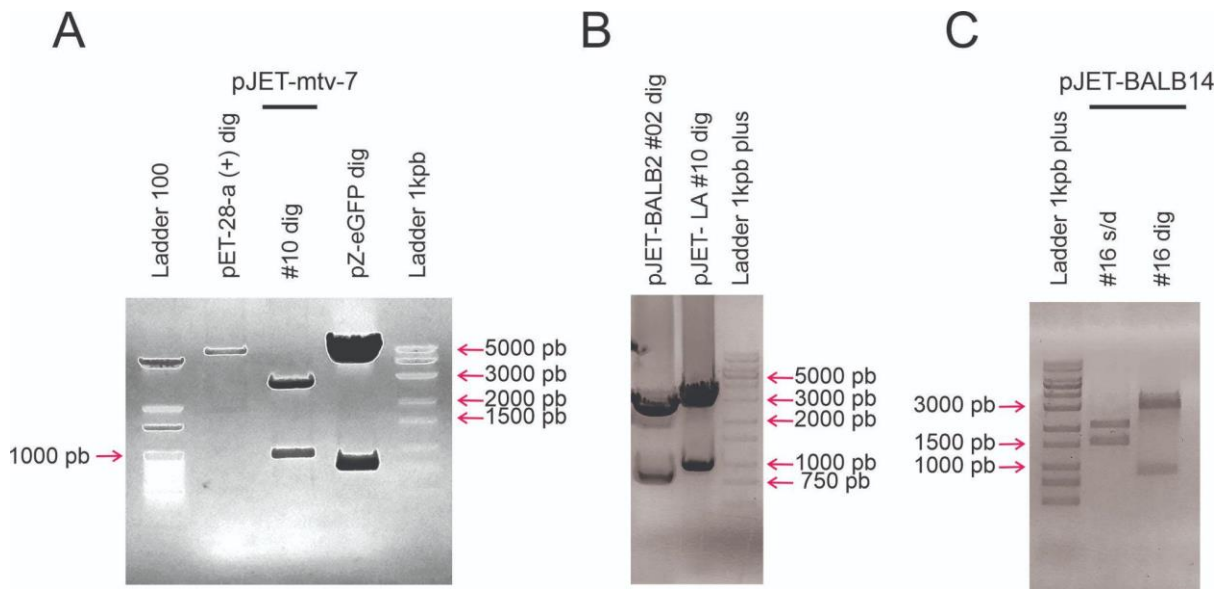 A
pJET-mtv-7
Ladder 100
pET-28-a (+) dig
#10 dig
pZ-eGFP dig
Ladder 1kpb
5000 pb
3000 pb
2000 pb
1500 pb
1000 pb
B
pJET-BALB2 #02 dig
pJET- LA #10 dig
Ladder 1kpb plus
5000 pb
3000 pb
2000 pb
1000 pb
750 pb
C
pJET-BALB14
Ladder 1kpb plus
#16 s/d
#16 dig
3000 pb
1500 pb
1000 pb